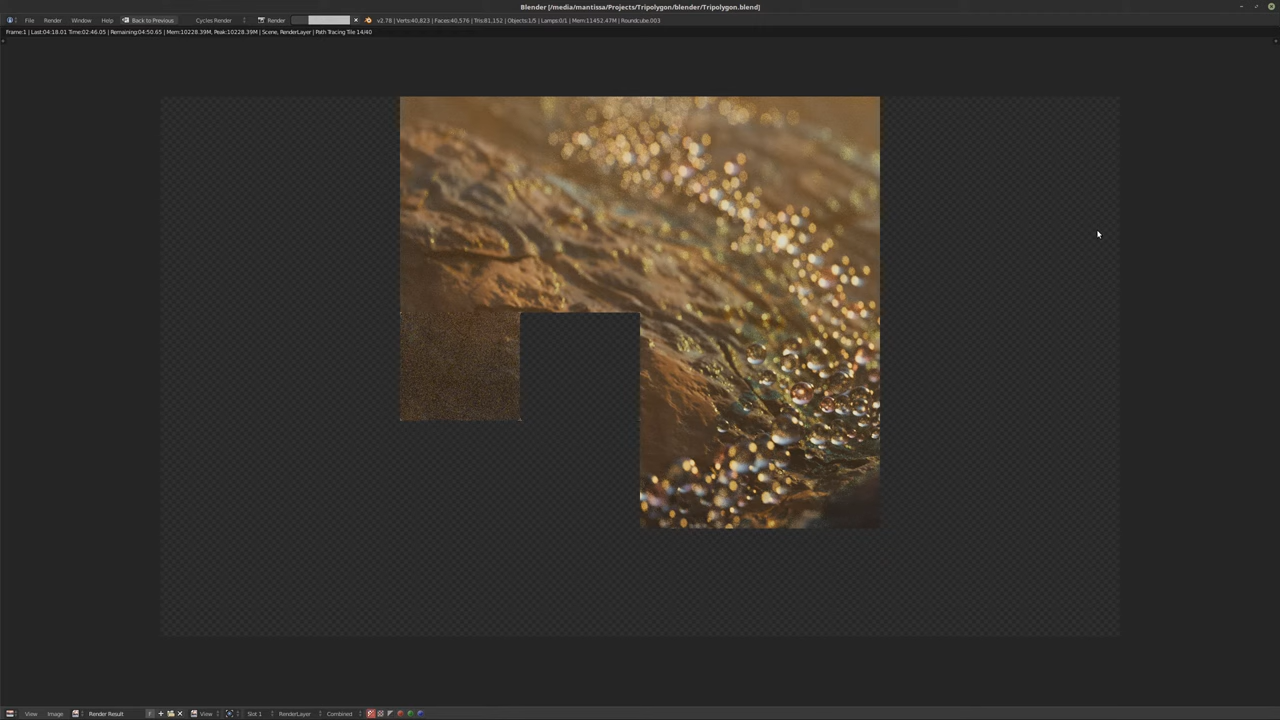 Blender [/media/mantissa/Projects/Tripolygon/blender/Tripolygon.blend]
File Render Window Help Back to Previous Cycles Render Render v2.78 | Verts:40,823 | Faces:40,576 | Tris:81,152 | Objects:1/5 | Lamps:0/1 | Mem:11452.47M | Roundcube.003
Frame:1 | Last:04:18.01 Time:02:46.05 | Remaining:04:50.65 | Mem:10228.39M, Peak:10228.39M | Scene, RenderLayer | Path Tracing Tile 14/40
View Image Render Result F View Slot 1 RenderLayer Combined